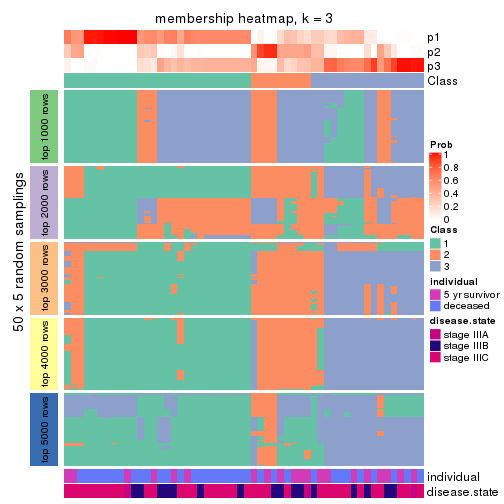 membership heatmap, k = 3
p1
p2
p3
Class
50 x 5 random samplings
top 1000 rows
top 2000 rows
top 3000 rows
top 4000 rows
top 5000 rows
Prob
1
0.8
0.6
0.4
0.2
0
Class
1
2
3
individual
5 yr survivor
deceased
disease.state
stage IIIA
stage IIIB
stage IIIC
individual
disease.state